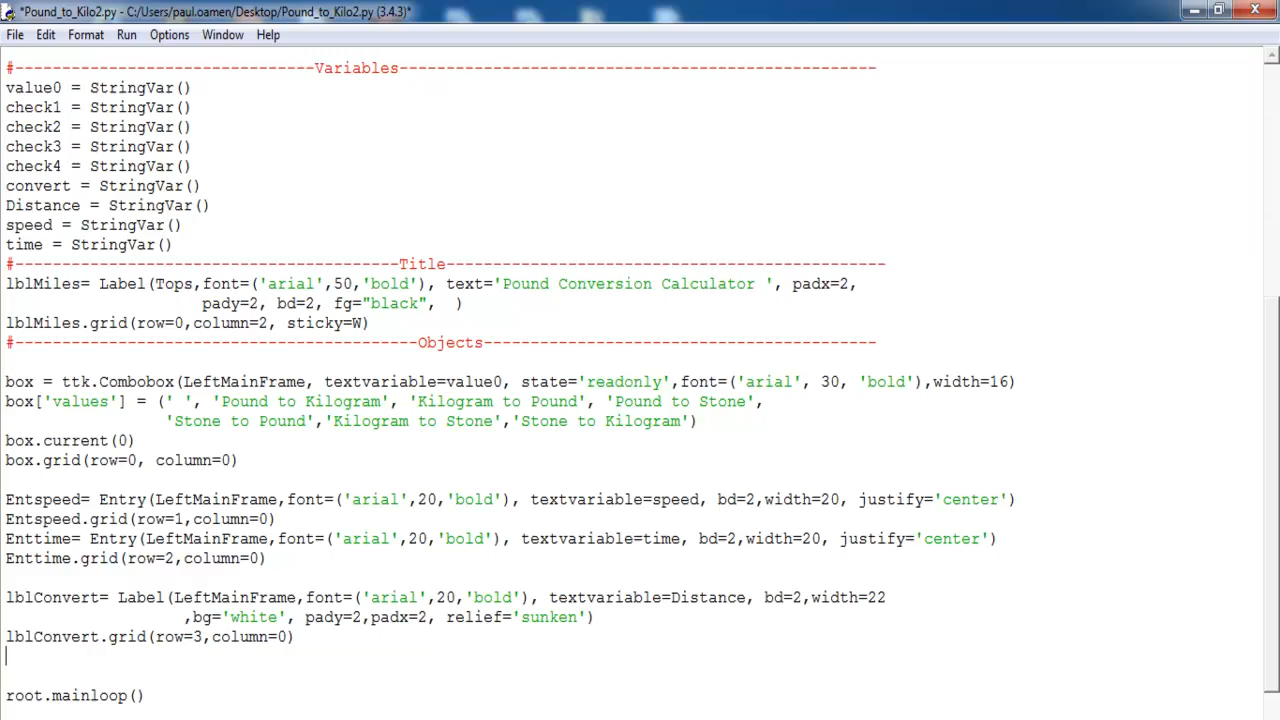 *Pound_to_Kilo2.py - C:/Users/paul.oamen/Desktop/Pound_to_Kilo2.py (3.4.3)*
File Edit Format Run Options Window Help
#--------------------------------Variables---------------------------------------------------
value0 = StringVar()
check1 = StringVar()
check2 = StringVar()
check3 = StringVar()
check4 = StringVar()
convert = StringVar()
Distance = StringVar()
speed = StringVar()
time = StringVar()
#-----------------------------------------Title-----------------------------------------------
lblMiles= Label(Tops,font=('arial',50,'bold'), text='Pound Conversion Calculator ', padx=2,
                     pady=2, bd=2, fg="black",  )
lblMiles.grid(row=0,column=2, sticky=W)
#-------------------------------------------Objects------------------------------------------
box = ttk.Combobox(LeftMainFrame, textvariable=value0, state='readonly',font=('arial', 30, 'bold'),width=16)
box['values'] = (' ', 'Pound to Kilogram', 'Kilogram to Pound', 'Pound to Stone',
                 'Stone to Pound','Kilogram to Stone','Stone to Kilogram')
box.current(0)
box.grid(row=0, column=0)
Entspeed= Entry(LeftMainFrame,font=('arial',20,'bold'), textvariable=speed, bd=2,width=20, justify='center')
Entspeed.grid(row=1,column=0)
Enttime= Entry(LeftMainFrame,font=('arial',20,'bold'), textvariable=time, bd=2,width=20, justify='center')
Enttime.grid(row=2,column=0)
lblConvert= Label(LeftMainFrame,font=('arial',20,'bold'), textvariable=Distance, bd=2,width=22
                   ,bg='white', pady=2,padx=2, relief='sunken')
lblConvert.grid(row=3,column=0)
root.mainloop()